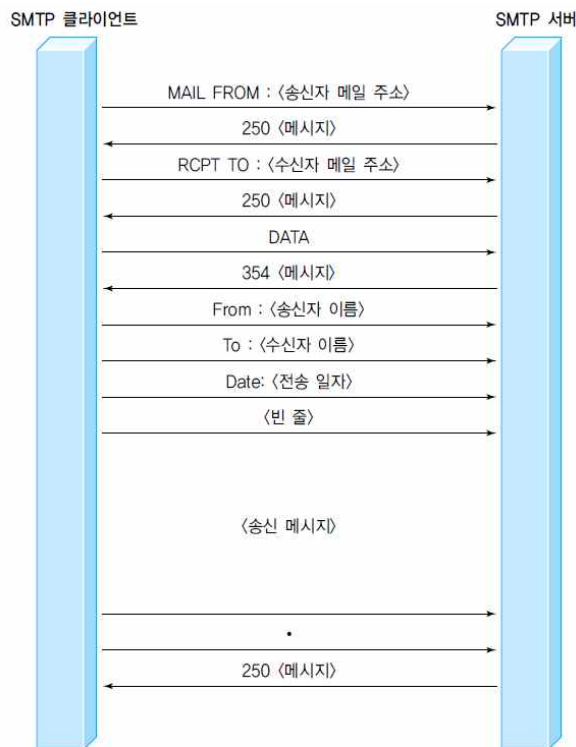 SMTP 클라이언트
SMTP 서버
MAIL FROM : 〈송신자 메일 주소〉
250 〈메시지〉
RCPT TO : 〈수신자 메일 주소〉
250 〈메시지〉
DATA
354 〈메시지〉
From : 〈송신자 이름〉
To : 〈수신자 이름〉
Date: 〈전송 일자〉
〈빈 줄〉
〈송신 메시지〉
.
250 〈메시지〉